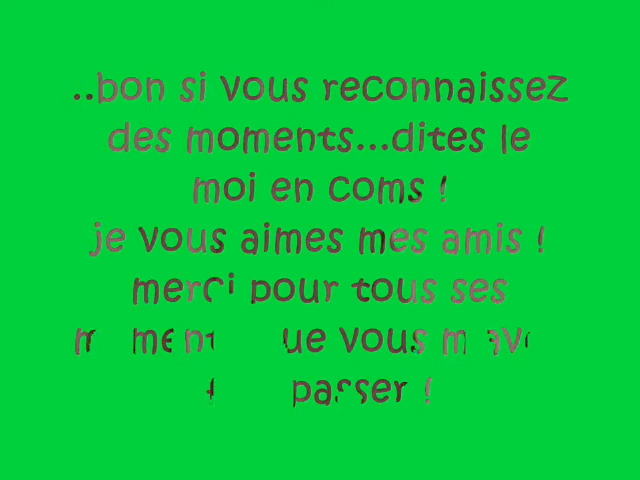 ..bon si vous reconnaissez
des moments...dites le
moi en coms !
je vous aimes mes amis !
merci pour tous ses
vous
passer !